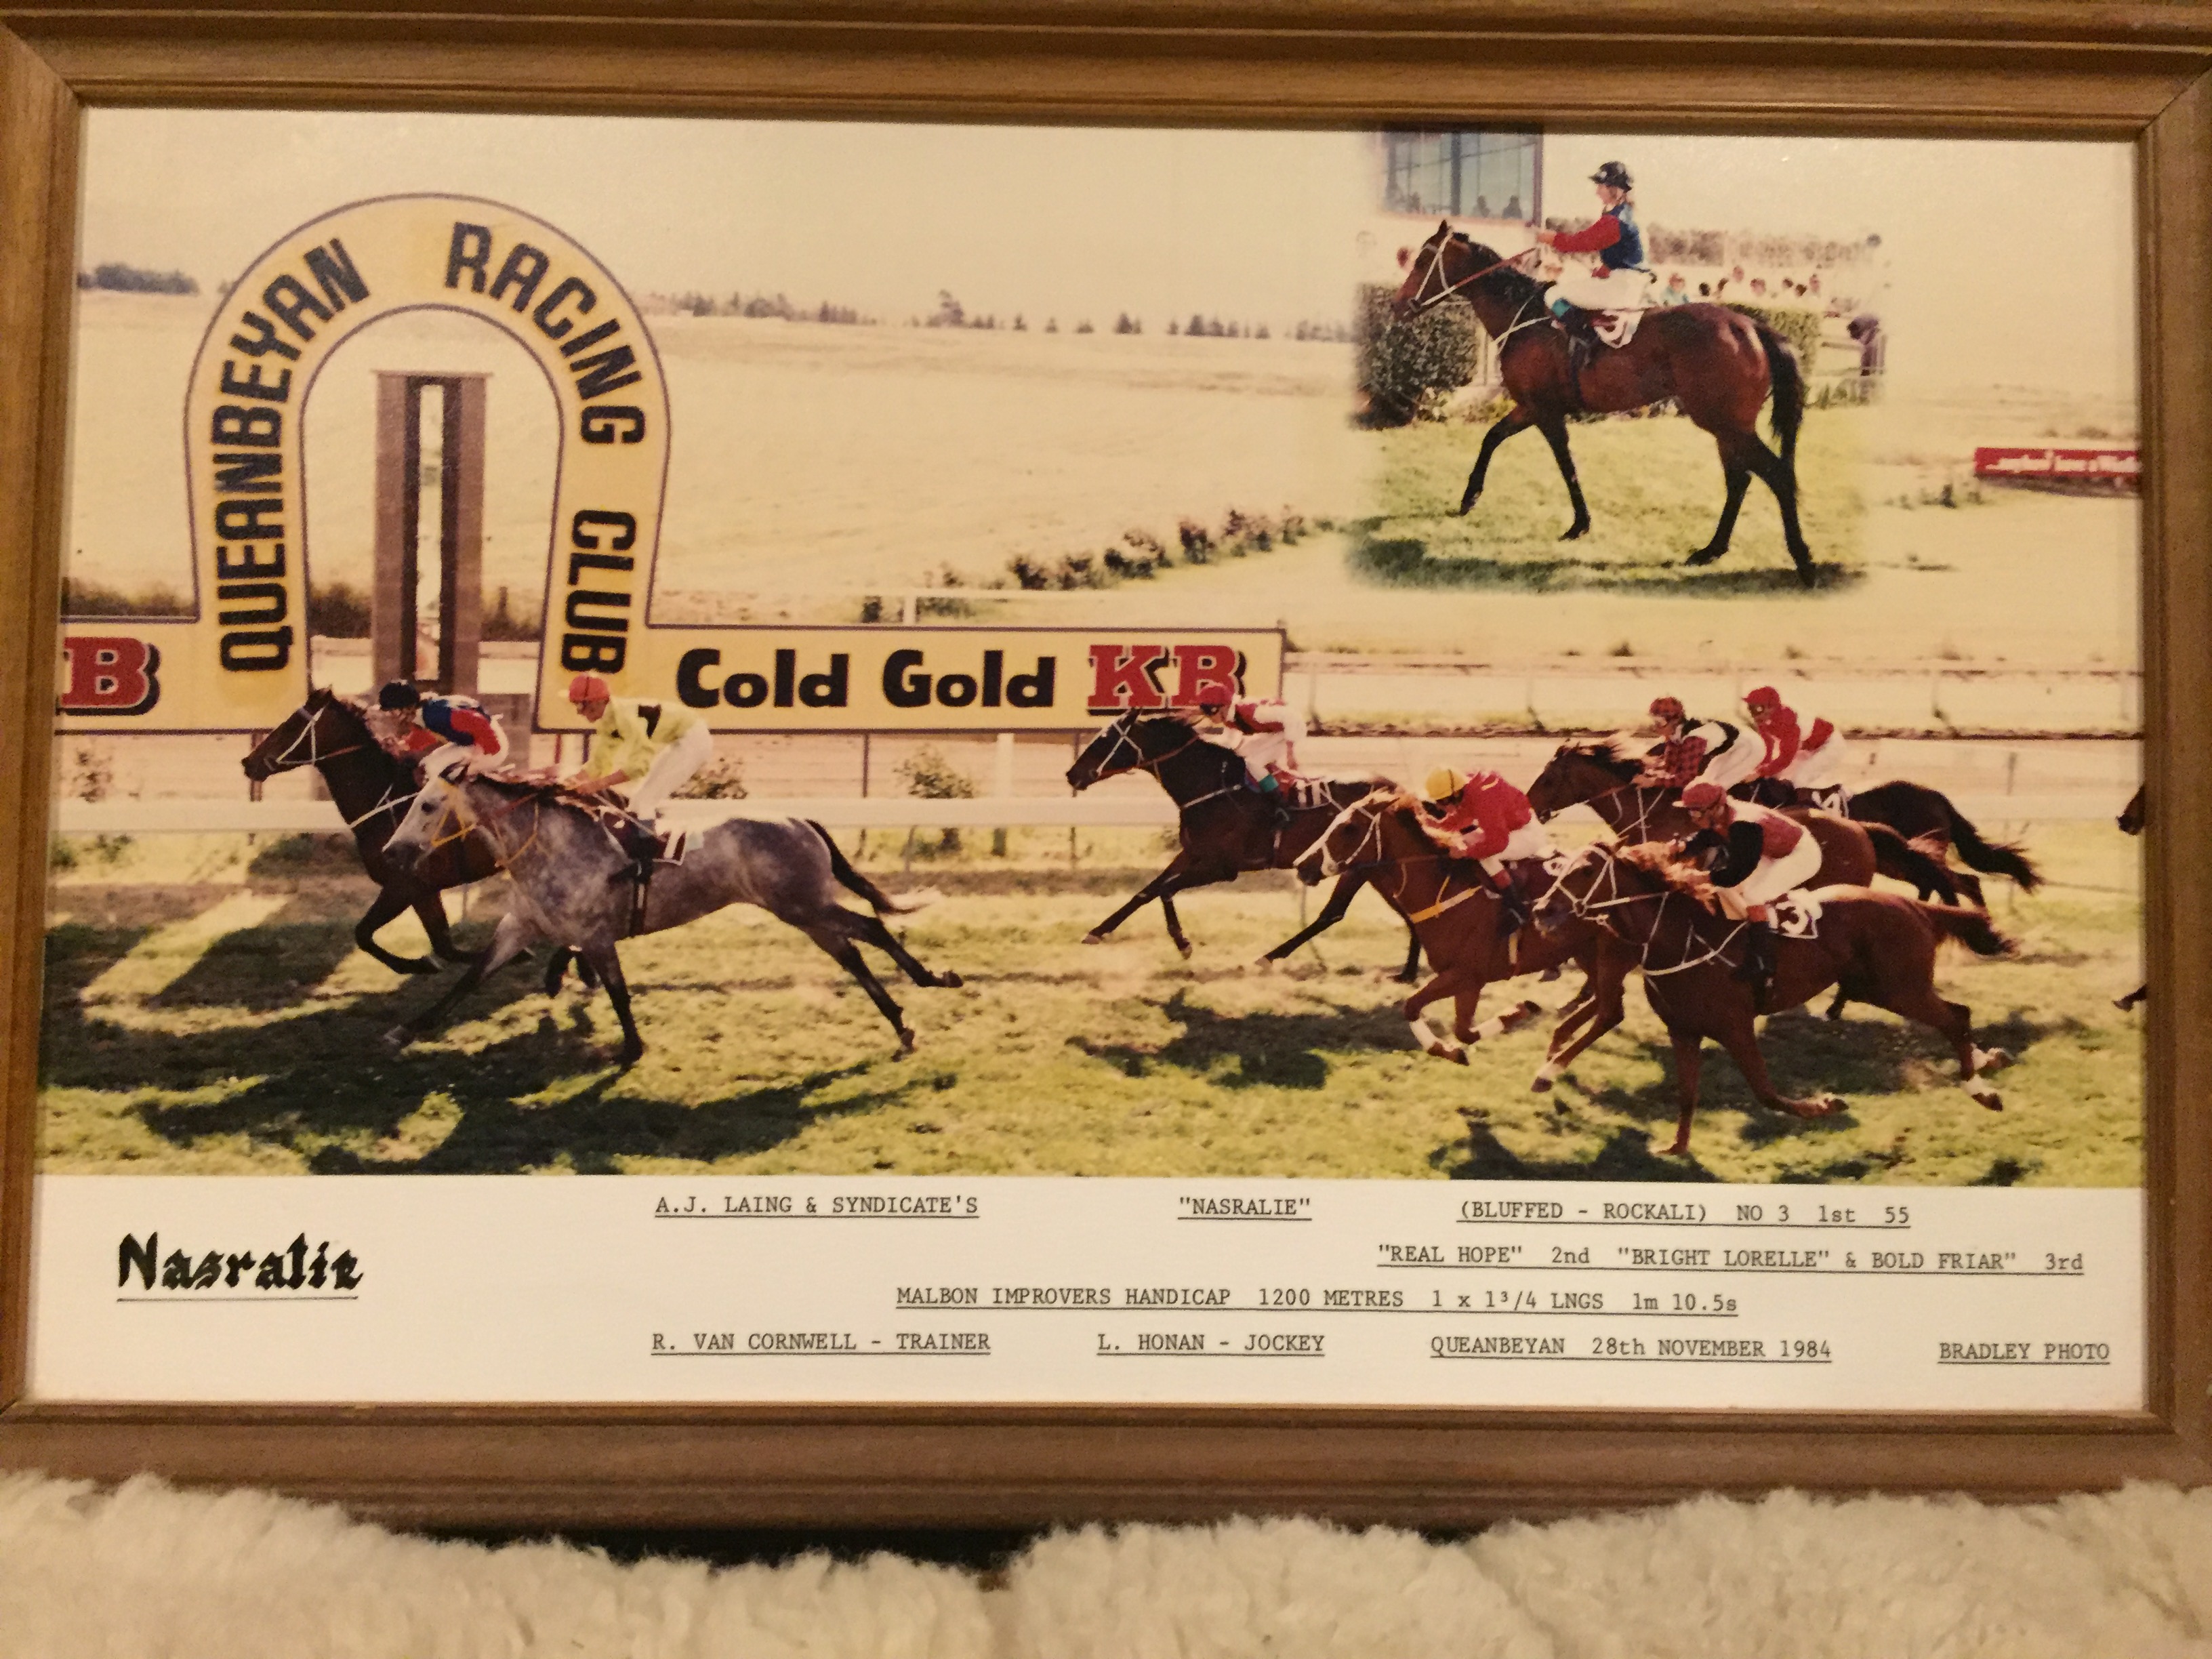 QUEANBEYAN RACING CLUB
B
Cold Gold KB
3
A.J. LAING & SYNDICATE'S "NASRALIE" (BLUFFED - ROCKALI) NO 3 1st 55
Nasralie
"REAL HOPE" 2nd "BRIGHT LORELLE" & BOLD FRIAR" 3rd
MALBON IMPROVERS HANDICAP 1200 METRES 1 x 1³/4 LNGS 1m 10.5s
R. VAN CORNWELL - TRAINER L. HONAN - JOCKEY QUEANBEYAN 28th NOVEMBER 1984 BRADLEY PHOTO